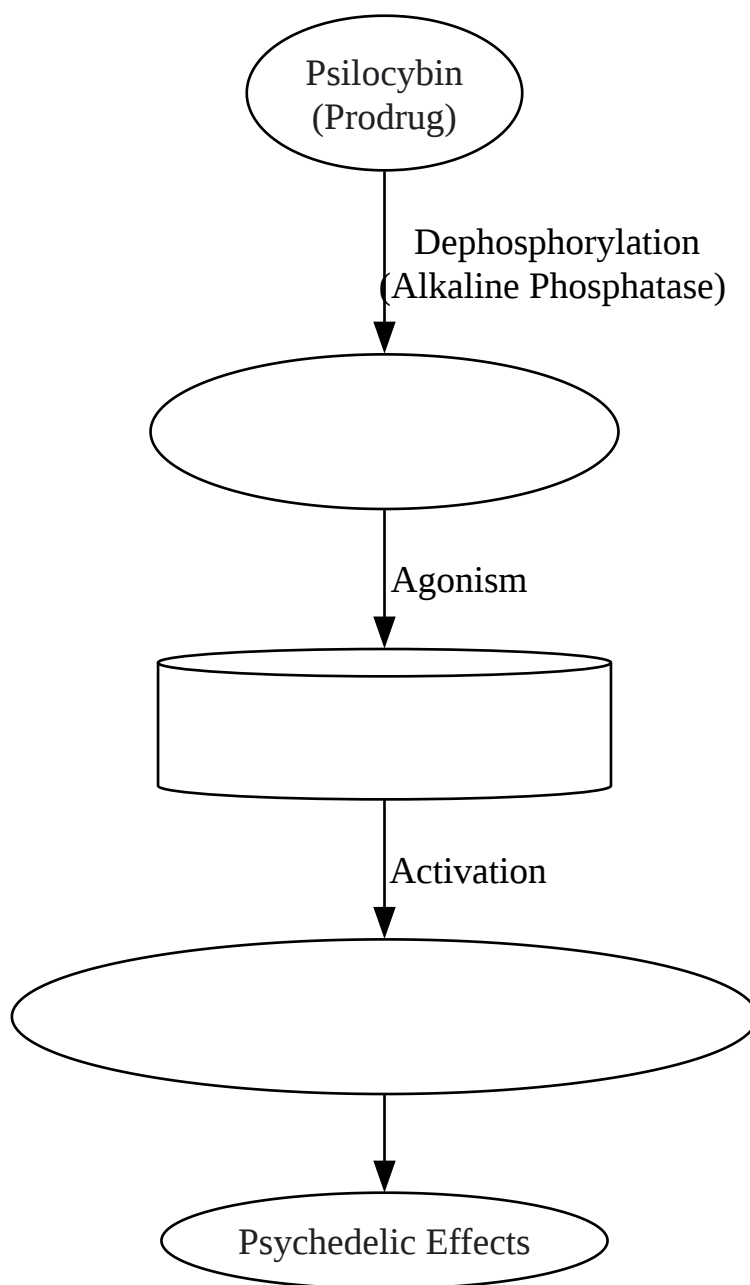 Psilocybin
(Prodrug)
Dephosphorylation
(Alkaline Phosphatase)
Agonism
Activation
Psychedelic Effects